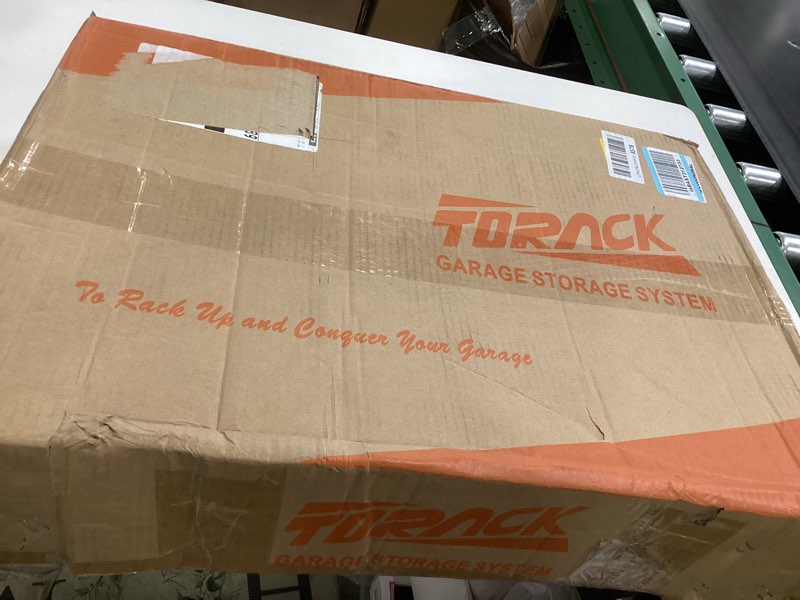 TORACK
GARAGE STORAGE SYSTEM
To Rack Up and Conquer Your Garage
TORACK
GARAGE STORAGE SYSTEM